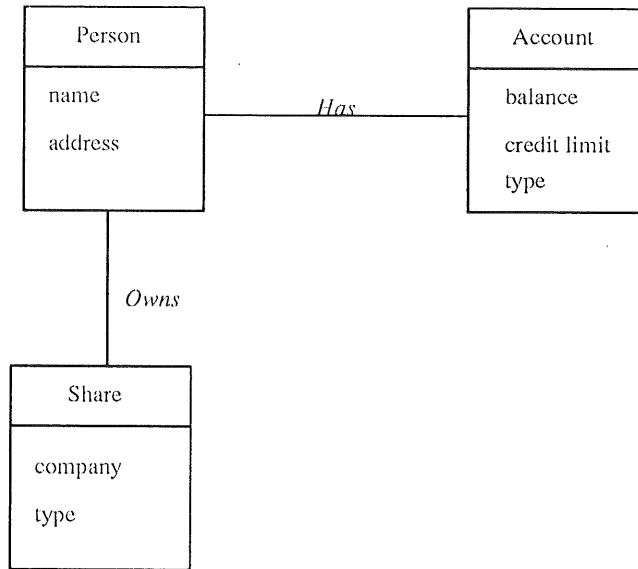 Person
name
address
Has
Account
balance
credit limit
type
Owns
Share
company
type